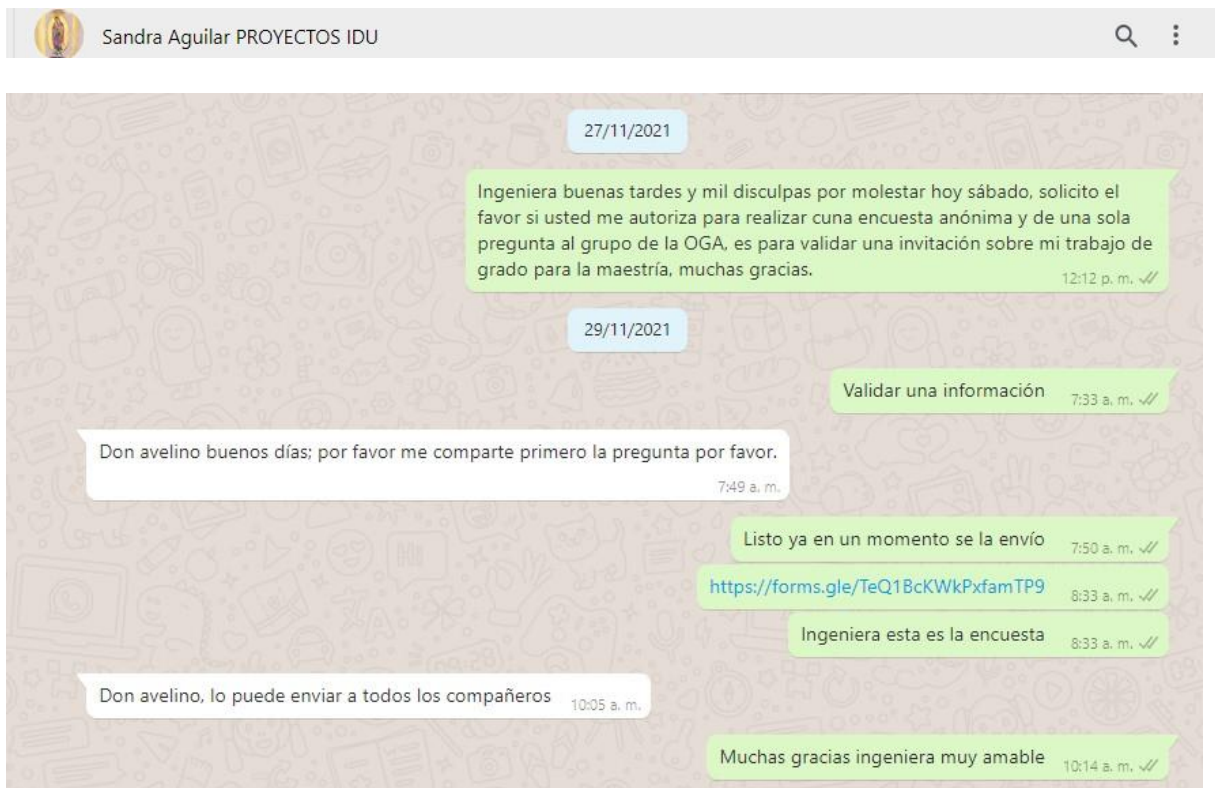 Sandra Aguilar PROYECTOS IDU
27/11/2021
Ingeniera buenas tardes y mil disculpas por molestar hoy sábado, solicito el
favor si usted me autoriza para realizar cuna encuesta anónima y de una sola
pregunta al grupo de la OGA, es para validar una invitación sobre mi trabajo de
grado para la maestría, muchas gracias.
12:12 p. m.
29/11/2021
Validar una información 7:33 a. m.
Don avelino buenos días; por favor me comparte primero la pregunta por favor.
7:49 a. m.
Listo ya en un momento se la envío 7:50 a. m.
https://forms.gle/TeQ1BcKWkPxfamTP9 8:33 a. m.
Ingeniera esta es la encuesta 8:33 a. m.
Don avelino, lo puede enviar a todos los compañeros 10:05 a. m.
Muchas gracias ingeniera muy amable 10:14 a. m.